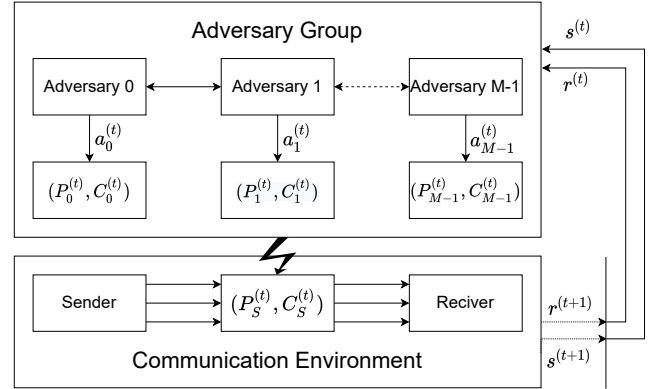 Adversary Group
s^(t)
Adversary 0
Adversary 1
Adversary M-1
r^(t)
a_0^(t)
a_1^(t)
a_{M-1}^(t)
(P_0^(t), C_0^(t))
(P_1^(t), C_1^(t))
(P_{M-1}^(t), C_{M-1}^(t))
Sender
(P_S^(t), C_S^(t))
Reciver
r^(t+1)
s^(t+1)
Communication Environment